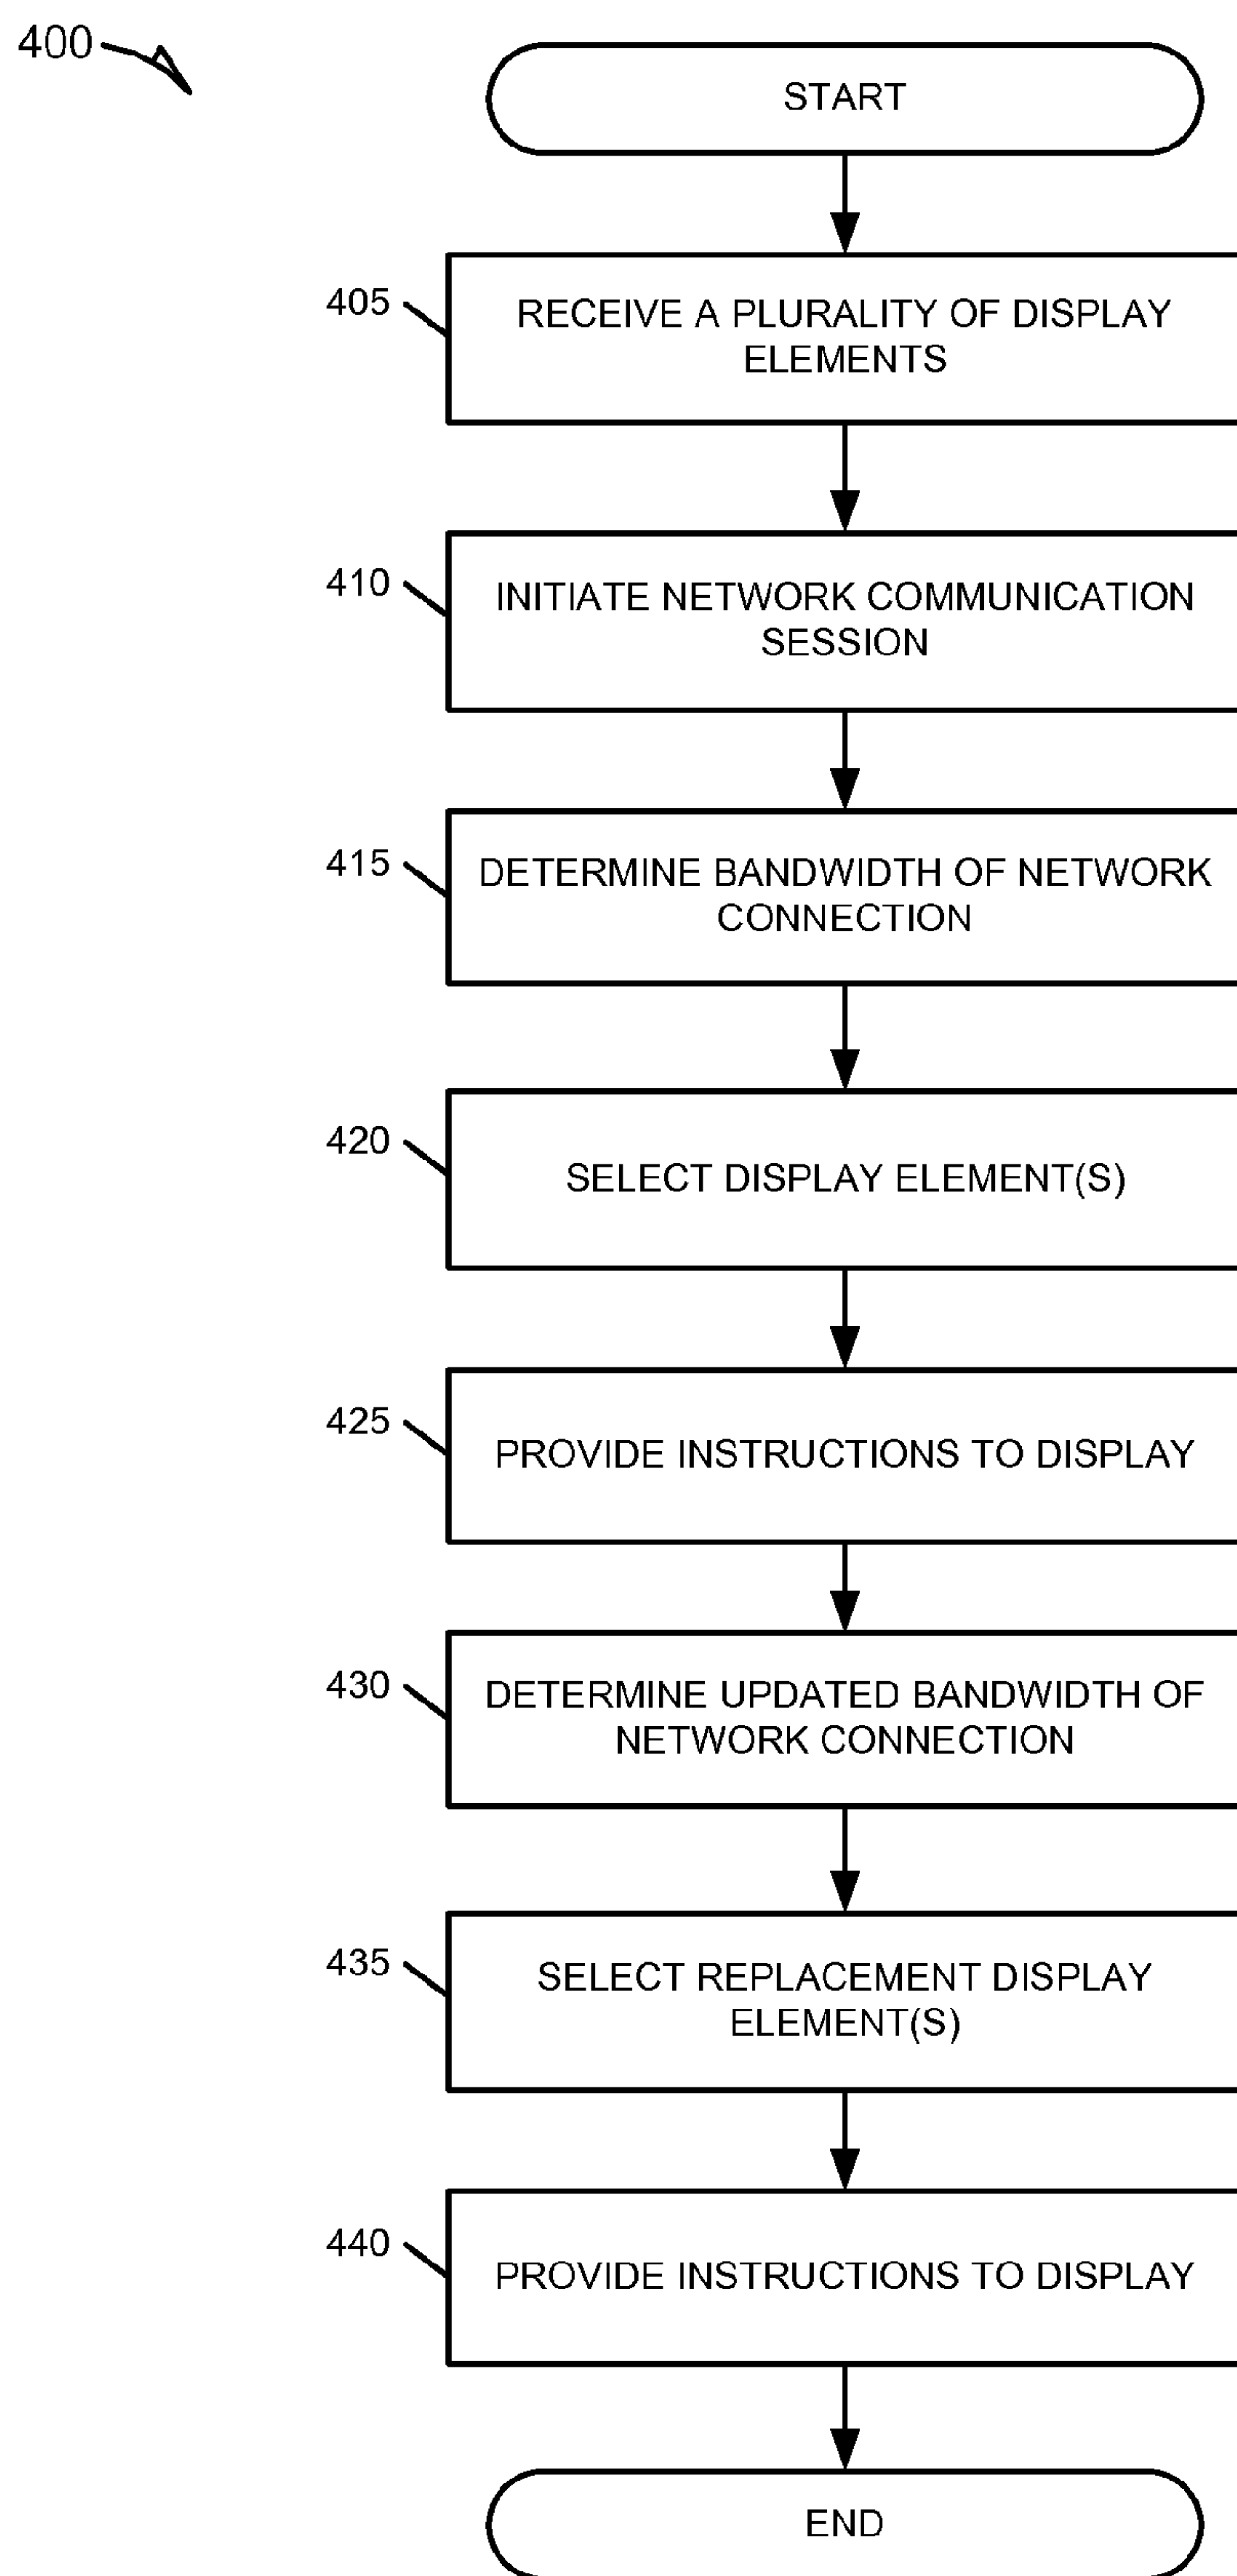 400
START
405
RECEIVE A PLURALITY OF DISPLAY
ELEMENTS
410
INITIATE NETWORK COMMUNICATION
SESSION
415
DETERMINE BANDWIDTH OF NETWORK
CONNECTION
420
SELECT DISPLAY ELEMENT(S)
425
PROVIDE INSTRUCTIONS TO DISPLAY
430
DETERMINE UPDATED BANDWIDTH OF
NETWORK CONNECTION
435
SELECT REPLACEMENT DISPLAY
ELEMENT(S)
440
PROVIDE INSTRUCTIONS TO DISPLAY
END